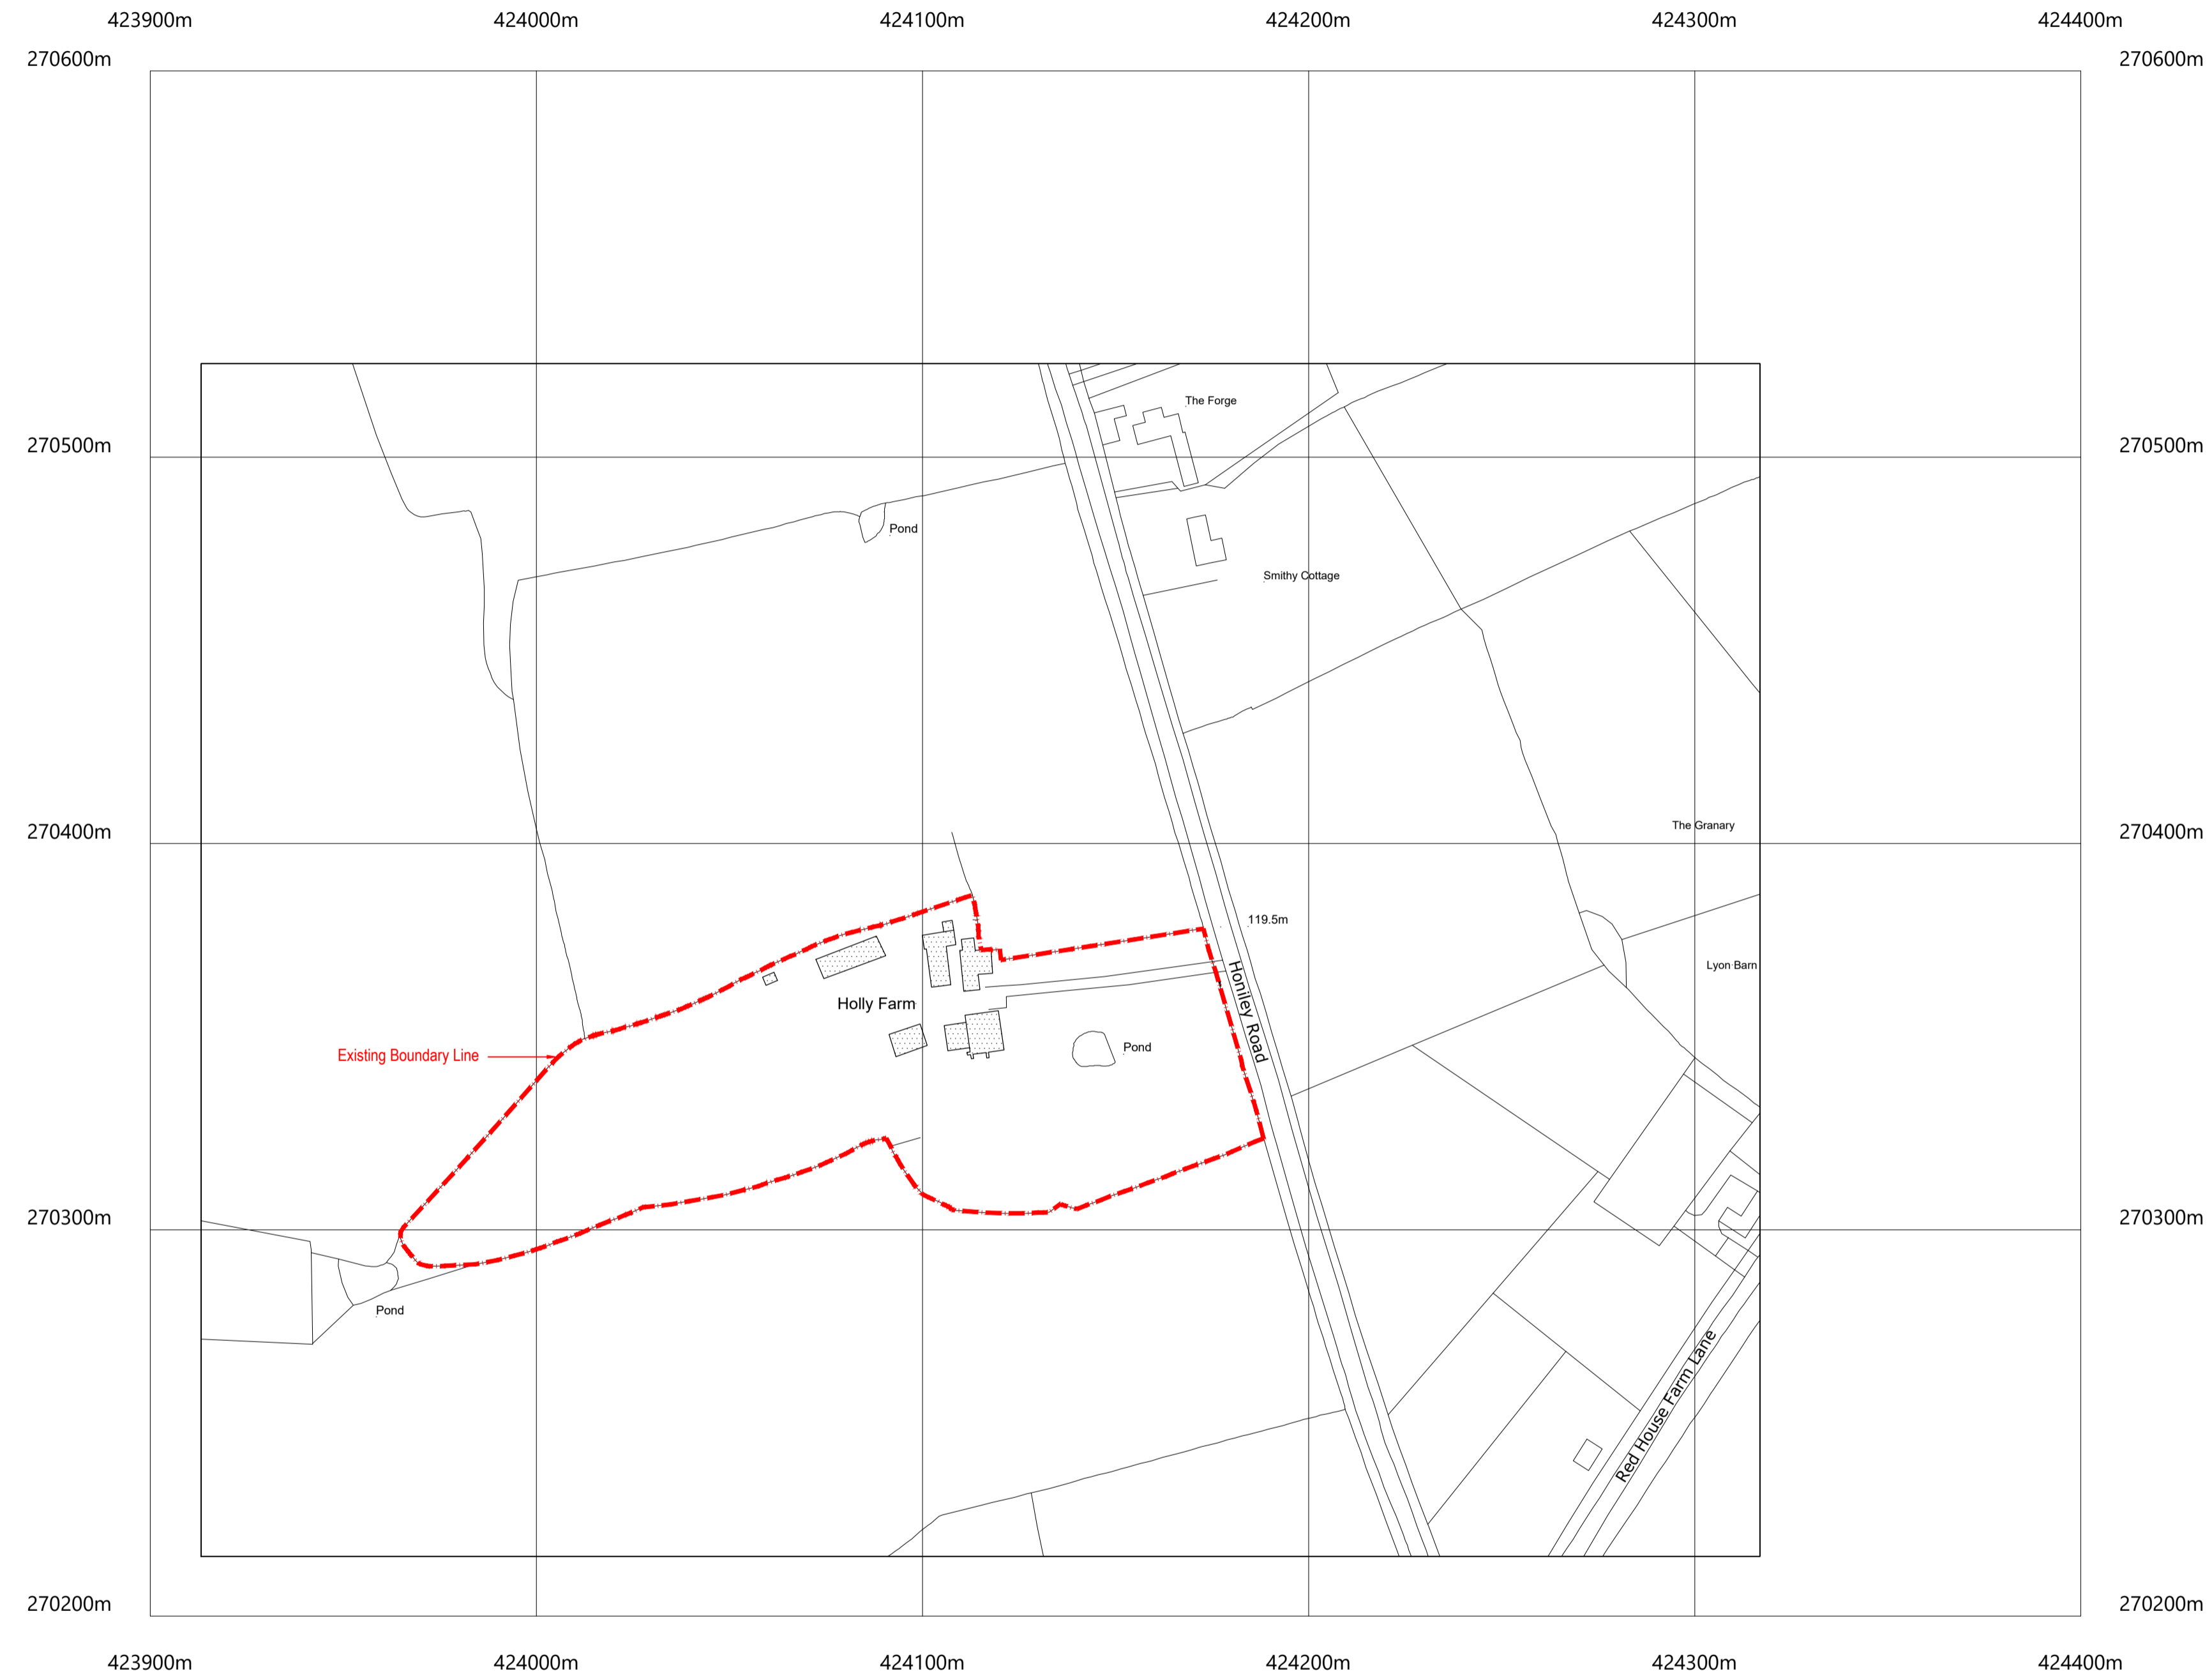 423900m 424000m 424100m 424200m 424300m 424400m
270600m 270600m
The Forge
270500m 270500m
Pond
Smithy Cottage
The Granary
270400m 270400m
119.5m
Lyon Barn
Honiley Road
Holly Farm
Pond
Existing Boundary Line
270300m 270300m
Pond
Red House Farm Lane
270200m 270200m
423900m 424000m 424100m 424200m 424300m 424400m